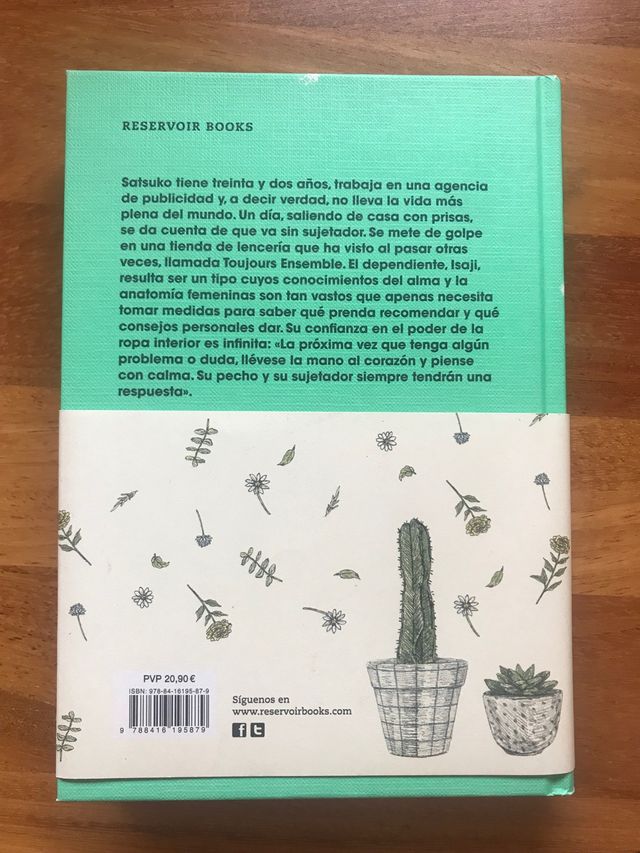 RESERVOIR BOOKS
Satsuko tiene treinta y dos años, trabaja en una agencia
de publicidad y, a decir verdad, no lleva la vida más
plena del mundo. Un día, saliendo de casa con prisas,
se da cuenta de que va sin sujetador. Se mete de golpe
en una tienda de lencería que ha visto al pasar otras
veces, llamada Toujours Ensemble. El dependiente, Isaji,
resulta ser un tipo cuyos conocimientos del alma y la
anatomía femeninas son tan vastos que apenas necesita
tomar medidas para saber qué prenda recomendar y qué
consejos personales dar. Su confianza en el poder de la
ropa interior es infinita: «La próxima vez que tenga algún
problema o duda, llévese la mano al corazón y piense
con calma. Su pecho y su sujetador siempre tendrán una
respuesta».
PVP 20,90 €
ISBN: 978-84-16195-87-9
9 788416 195879
Síguenos en
www.reservoirbooks.com
f t